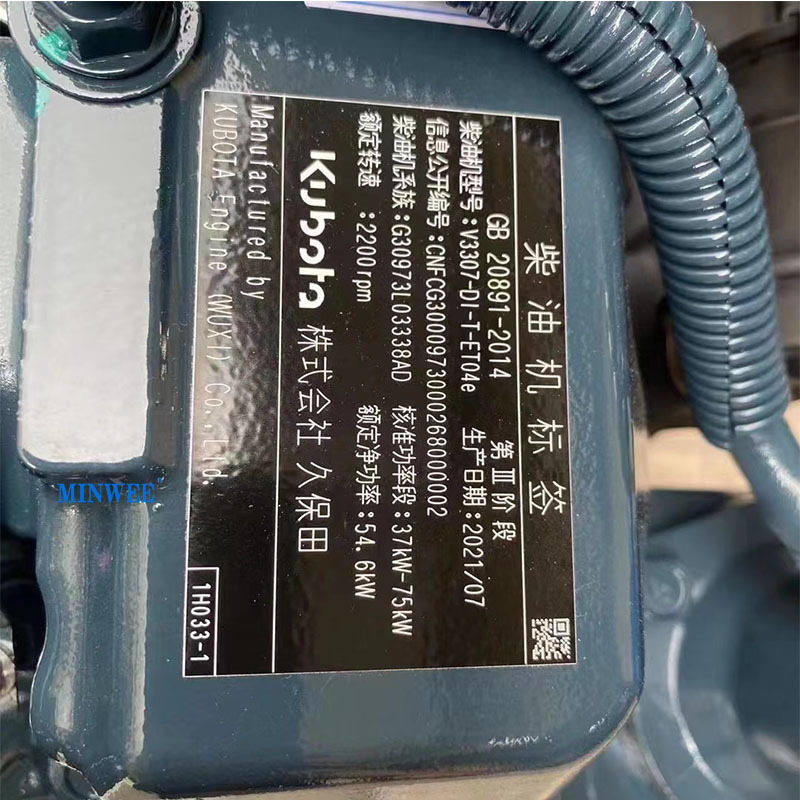 柴油机标签
GB 20891-2014 第Ⅲ阶段
柴油机型号:V3307-DI-T-ET04e 生产日期:2021/07
信息公开编号:CNFCG3000973000268000002
柴油机系族:G30973L03338AD 核准功率段:37kW-75kW
额定转速:2200rpm 额定净功率:54.6kW
Kubota 株式会社 久保田
Manufactured by
KUBOTA Engine (WUXI) Co., Ltd.
1H033-1
MINWEE